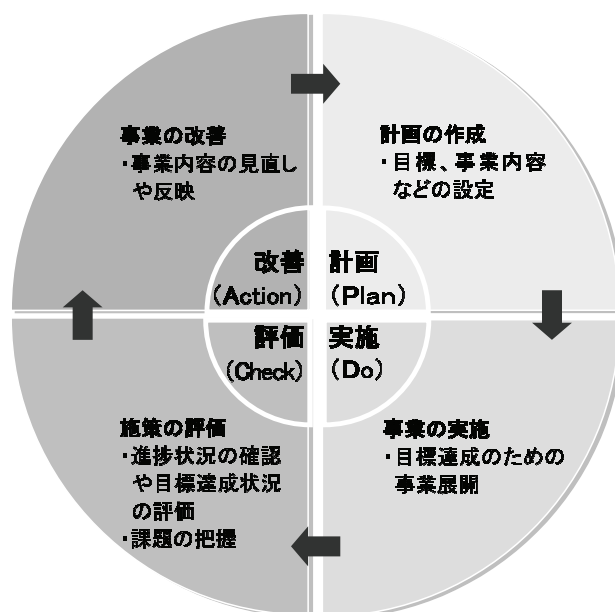 事業の改善
・事業内容の見直し
や反映
計画の作成
・目標、事業内容
などの設定
改善
(Action)
計画
(Plan)
評価
(Check)
実施
(Do)
施策の評価
・進捗状況の確認
や目標達成状況
の評価
・課題の把握
事業の実施
・目標達成のための
事業展開